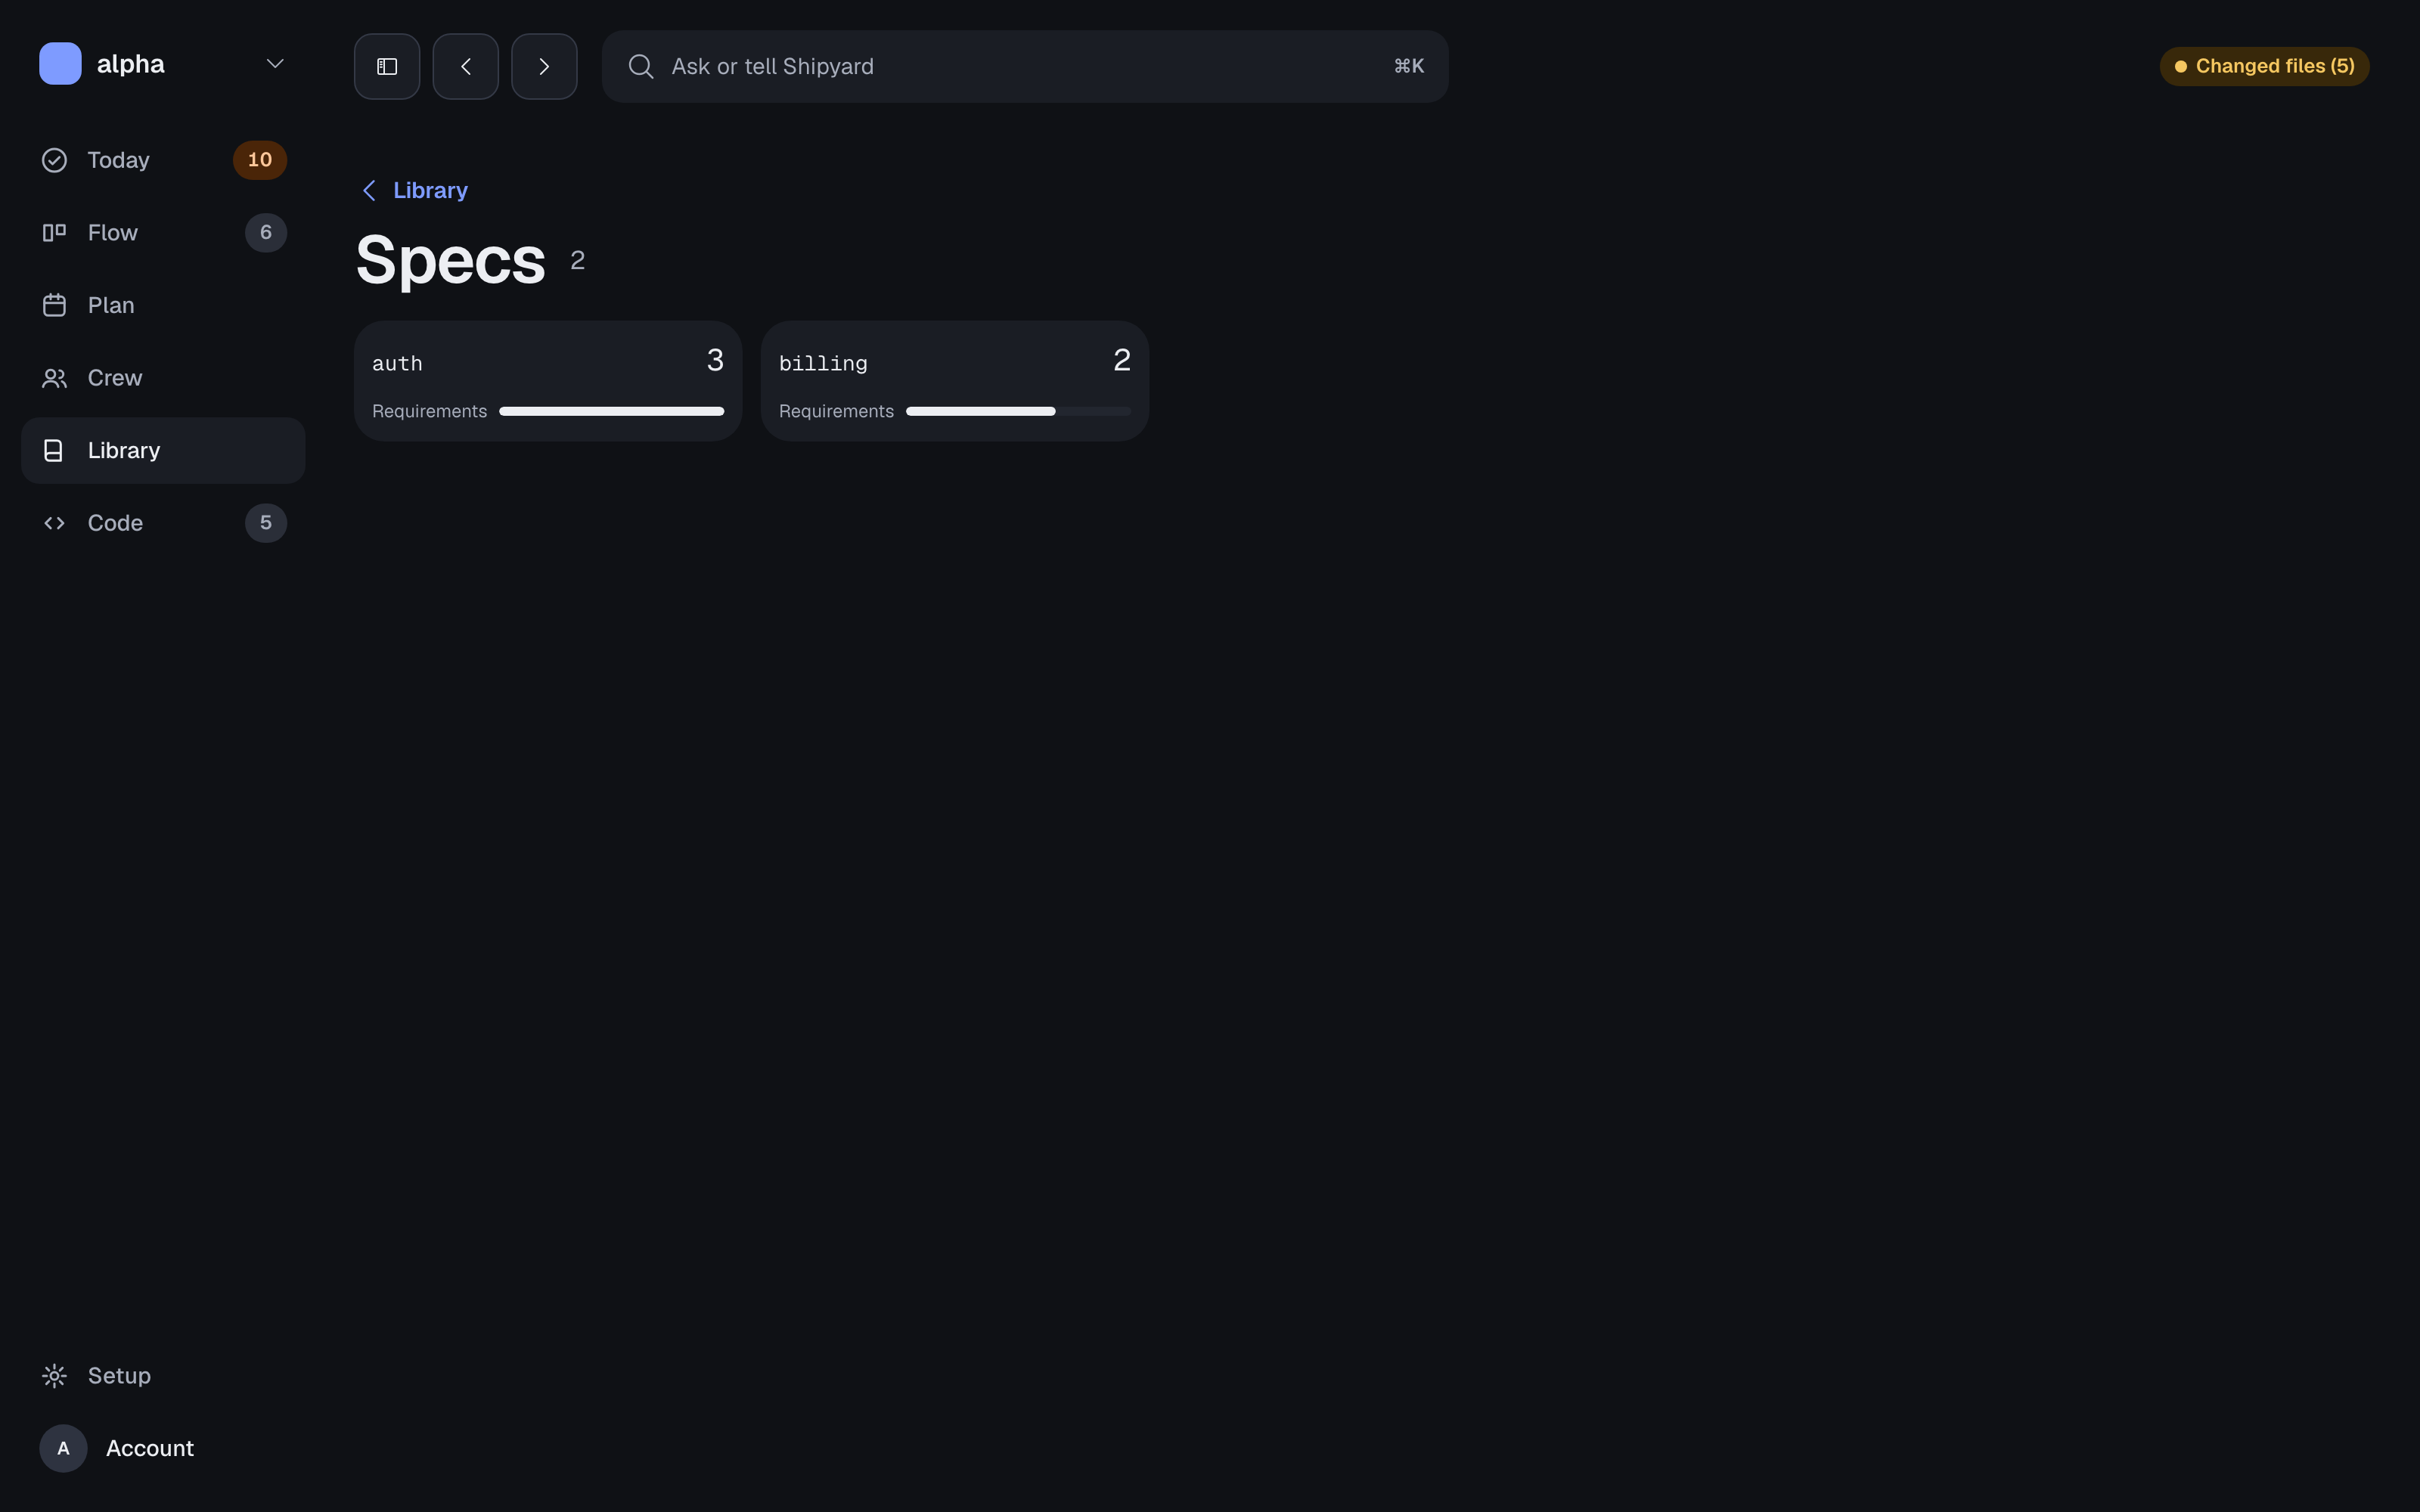 alpha
Ask or tell Shipyard
⌘K
Changed files (5)
Today
10
Flow
6
Plan
Crew
Library
Code
5
Library
Specs 2
auth
3
Requirements
billing
2
Requirements
Setup
A
Account